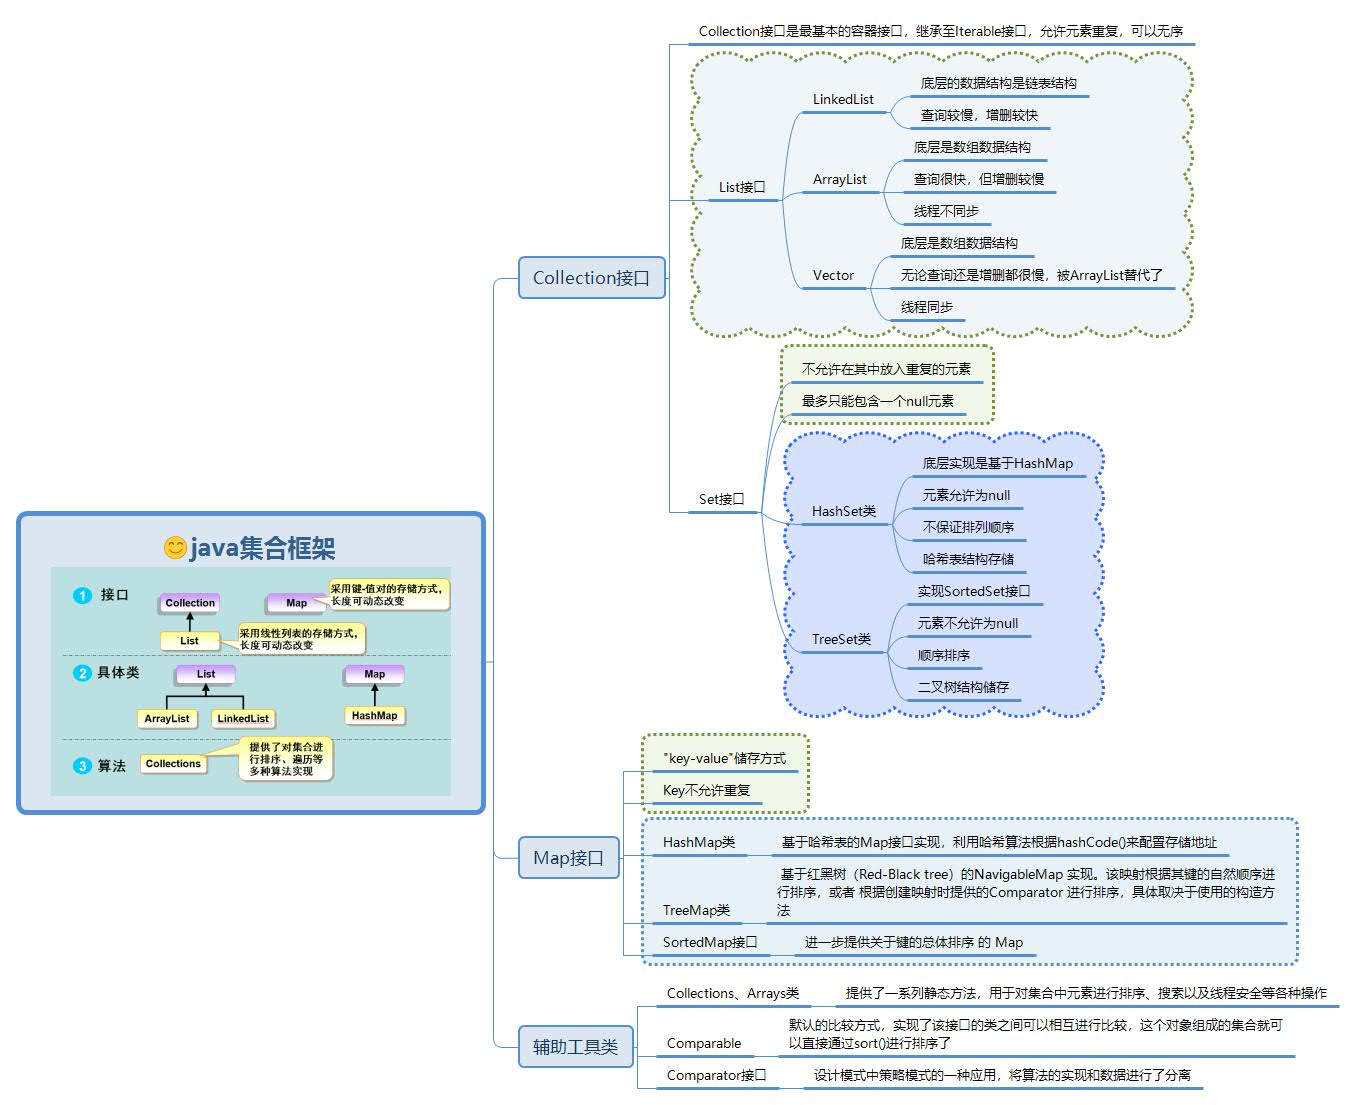 Collection接口是最基本的容器接口，继承至Iterable接口，允许元素重复，可以无序
底层的数据结构是链表结构
LinkedList
查询较慢，增删较快
底层是数组数据结构
List接口
ArrayList
查询很快，但增删较慢
线程不同步
底层是数组数据结构
Collection接口
Vector
无论查询还是增删都很慢，被ArrayList替代了
线程同步
不允许在其中放入重复的元素
最多只能包含一个null元素
底层实现是基于HashMap
Set接口
元素允许为null
HashSet类
不保证排列顺序
哈希表结构存储
实现SortedSet接口
元素不允许为null
TreeSet类
顺序排序
二叉树结构储存
java集合框架
1 接口
Collection
Map
采用键-值对的存储方式，
长度可动态改变
List
采用线性列表的存储方式，
长度可动态改变
2 具体类
List
Map
ArrayList
LinkedList
HashMap
3 算法
Collections
提供了对集合进
行排序、遍历等
多种算法实现
"key-value"储存方式
Key不允许重复
Map接口
HashMap类
基于哈希表的Map接口实现，利用哈希算法根据hashCode()来配置存储地址
TreeMap类
基于红黑树（Red-Black tree）的NavigableMap 实现。该映射根据其键的自然顺序进
行排序，或者 根据创建映射时提供的Comparator 进行排序，具体取决于使用的构造方
法
SortedMap接口
进一步提供关于键的总体排序 的 Map
辅助工具类
Collections、Arrays类
提供了一系列静态方法，用于对集合中元素进行排序、搜索以及线程安全等各种操作
Comparable
默认的比较方式，实现了该接口的类之间可以相互进行比较，这个对象组成的集合就可
以直接通过sort()进行排序了
Comparator接口
设计模式中策略模式的一种应用，将算法的实现和数据进行了分离